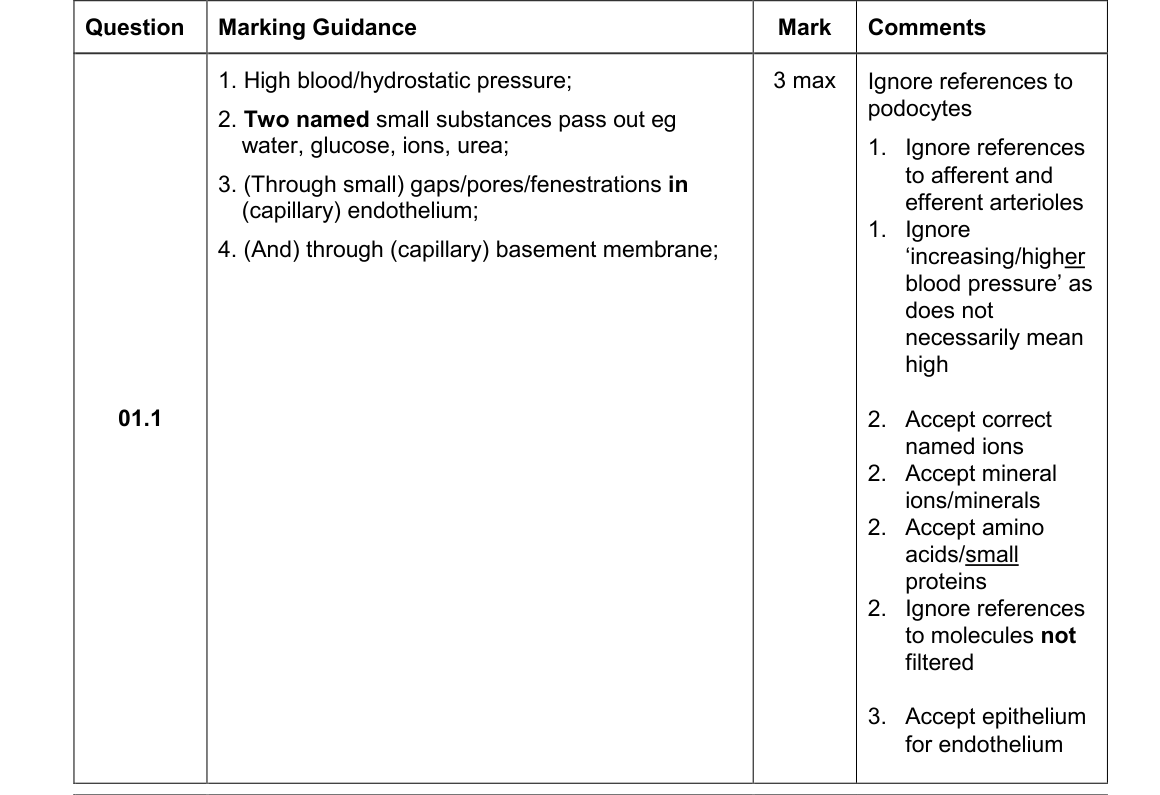 Question Marking Guidance Mark Comments
01.1
1. High blood/hydrostatic pressure;
2. Two named small substances pass out eg
water, glucose, ions, urea;
3. (Through small) gaps/pores/fenestrations in
(capillary) endothelium;
4. (And) through (capillary) basement membrane;
3 max
Ignore references to
podocytes
1. Ignore references
to afferent and
efferent arterioles
1. Ignore
‘increasing/higher
blood pressure’ as
does not
necessarily mean
high
2. Accept correct
named ions
2. Accept mineral
ions/minerals
2. Accept amino
acids/small
proteins
2. Ignore references
to molecules not
filtered
3. Accept epithelium
for endothelium